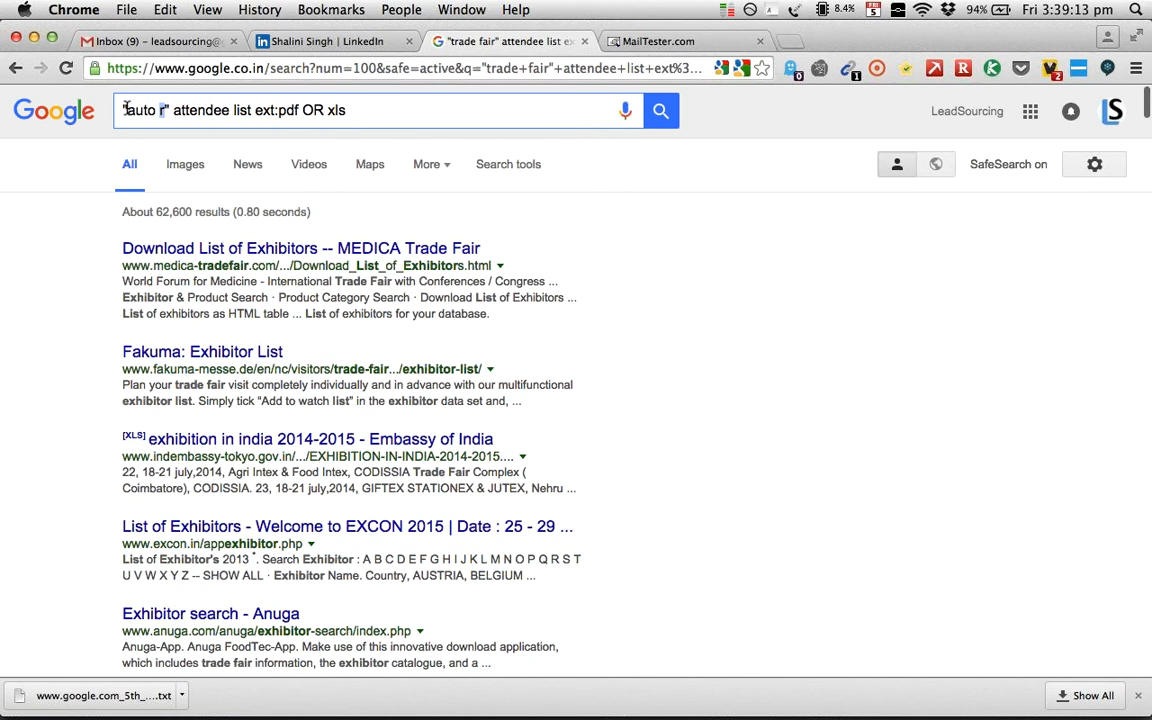 Chrome File Edit View History Bookmarks People Window Help 8.4% FRI 5 94% Fri 3:39:13 pm
Inbox (9) - leadsourcing@ × Shalini Singh | LinkedIn × "trade fair" attendee list ex × MailTester.com ×
https://www.google.co.in/search?num=100&safe=active&q="trade+fair"+attendee+list+ext%3... 0 1 2
Google "auto r" attendee list ext:pdf OR xls LeadSourcing LS
All Images News Videos Maps More Search tools SafeSearch on
About 62,600 results (0.80 seconds)
Download List of Exhibitors -- MEDICA Trade Fair
www.medica-tradefair.com/.../Download_List_of_Exhibitors.html
World Forum for Medicine - International Trade Fair with Conferences / Congress ...
Exhibitor & Product Search · Product Category Search · Download List of Exhibitors ...
List of exhibitors as HTML table ... List of exhibitors for your database.
Fakuma: Exhibitor List
www.fakuma-messe.de/en/nc/visitors/trade-fair.../exhibitor-list/
Plan your trade fair visit completely individually and in advance with our multifunctional
exhibitor list. Simply tick “Add to watch list” in the exhibitor data set and, ...
[XLS] exhibition in india 2014-2015 - Embassy of India
www.indembassy-tokyo.gov.in/.../EXHIBITION-IN-INDIA-2014-2015....
22, 18-21 july,2014, Agri Intex & Food Intex, CODISSIA Trade Fair Complex (
Coimbatore), CODISSIA. 23, 18-21 july,2014, GIFTEX STATIONEX & JUTEX, Nehru ...
List of Exhibitors - Welcome to EXCON 2015 | Date : 25 - 29 ...
www.excon.in/appexhibitor.php
List of Exhibitor's 2013 *. Search Exhibitor : A B C D E F G H I J K L M N O P Q R S T
U V W X Y Z -- SHOW ALL · Exhibitor Name. Country, AUSTRIA, BELGIUM ...
Exhibitor search - Anuga
www.anuga.com/anuga/exhibitor-search/index.php
Anuga-App. Anuga FoodTec-App. Make use of this innovative download application,
which includes trade fair information, the exhibitor catalogue, and a ...
www.google.com_5th_....txt Show All ×